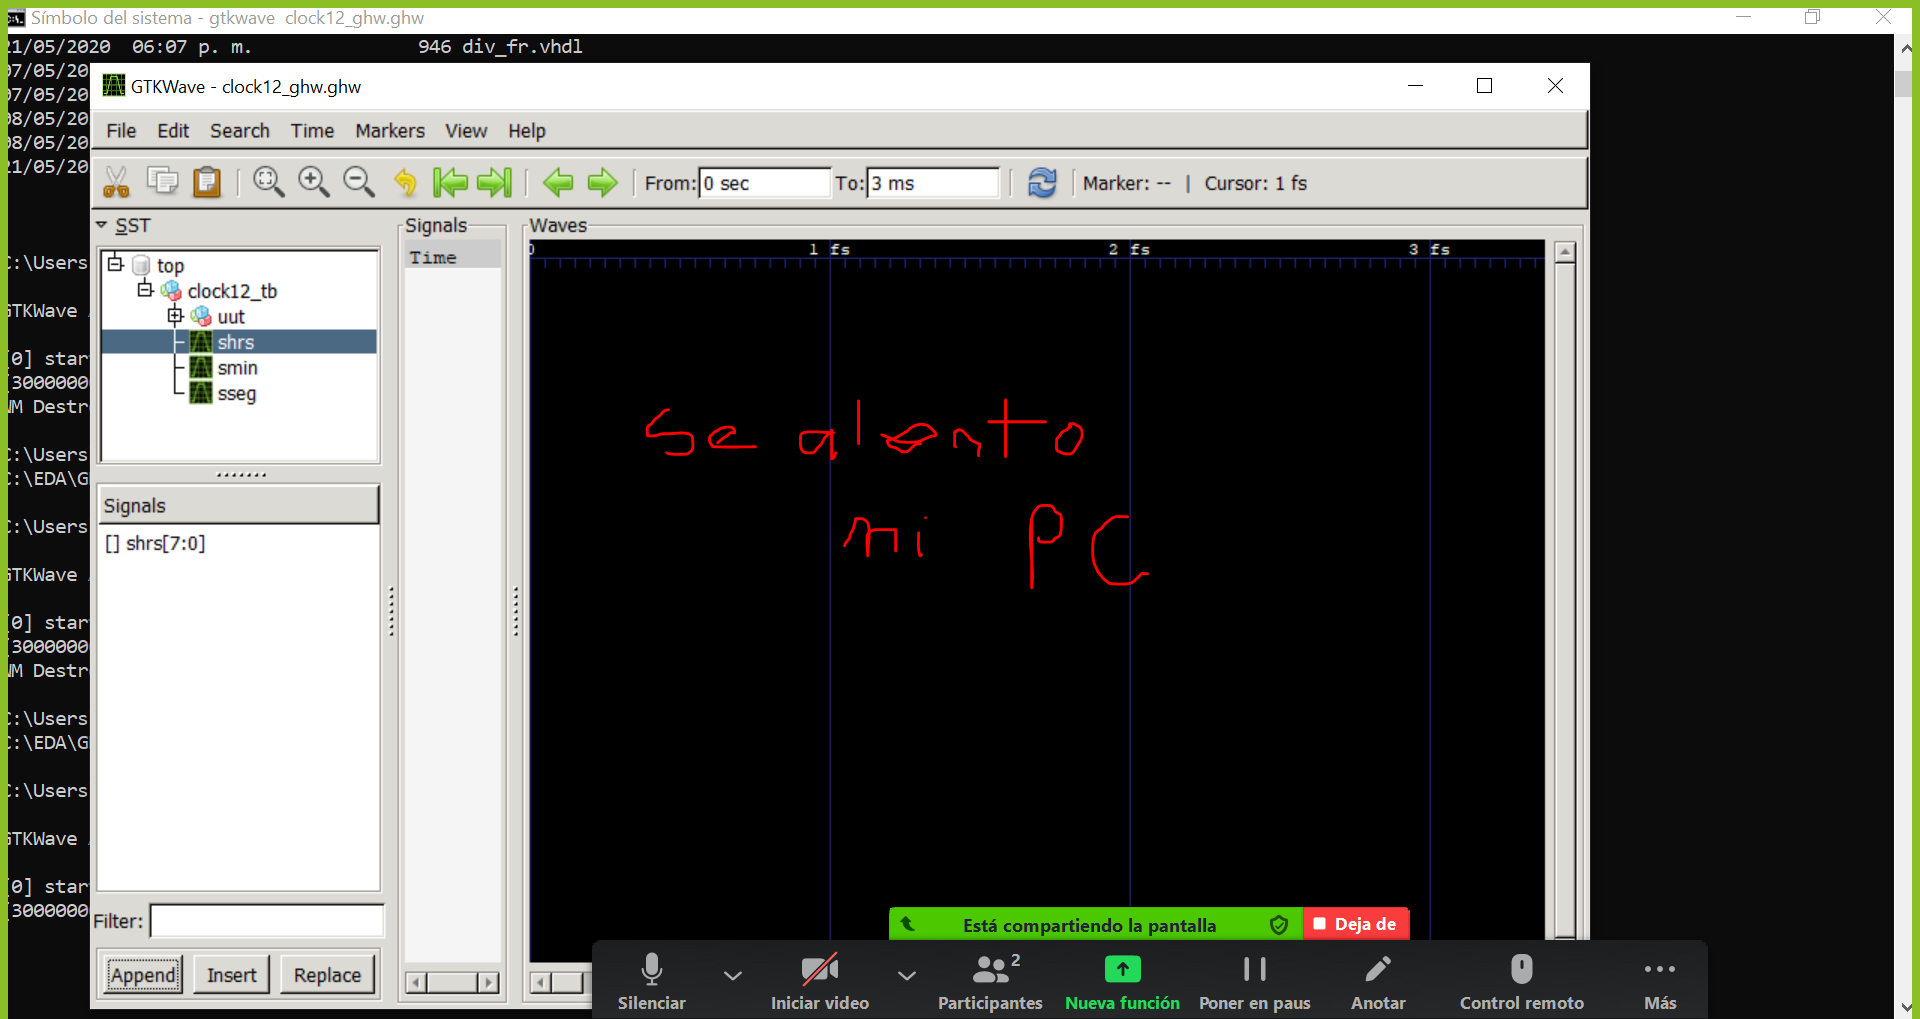 Símbolo del sistema - gtkwave clock12_ghw.ghw
21/05/2020 06:07 p. m. 946 div_fr.vhdl
07/05/20
07/05/20
08/05/20
08/05/20
21/05/20
C:\Users
GTKWave
[0] star
[3000000
WM Destr
C:\Users
C:\EDA\G
C:\Users
GTKWave
[0] star
[3000000
WM Destr
C:\Users
C:\EDA\G
C:\Users
GTKWave
[0] star
[3000000
GTKWave - clock12_ghw.ghw
File Edit Search Time Markers View Help
From: 0 sec To: 3 ms Marker: -- | Cursor: 1 fs
SST
top
clock12_tb
uut
shrs
smin
sseg
Signals
[] shrs[7:0]
Filter:
Append Insert Replace
Signals
Time
Waves
0 1 fs 2 fs 3 fs
Se alento
mi PC
Está compartiendo la pantalla Deja de
Silenciar Iniciar video Participantes 2 Nueva función Poner en paus Anotar Control remoto Más